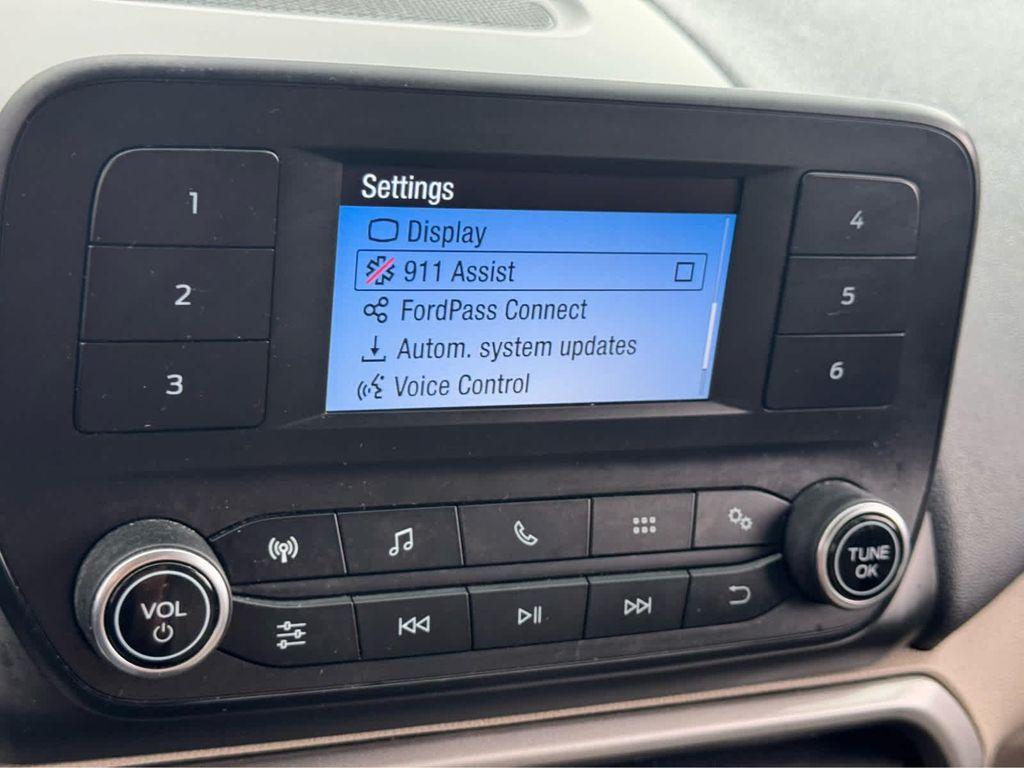 Settings
Display
911 Assist
FordPass Connect
Autom. system updates
Voice Control
1
2
3
4
5
6
VOL
TUNE
OK